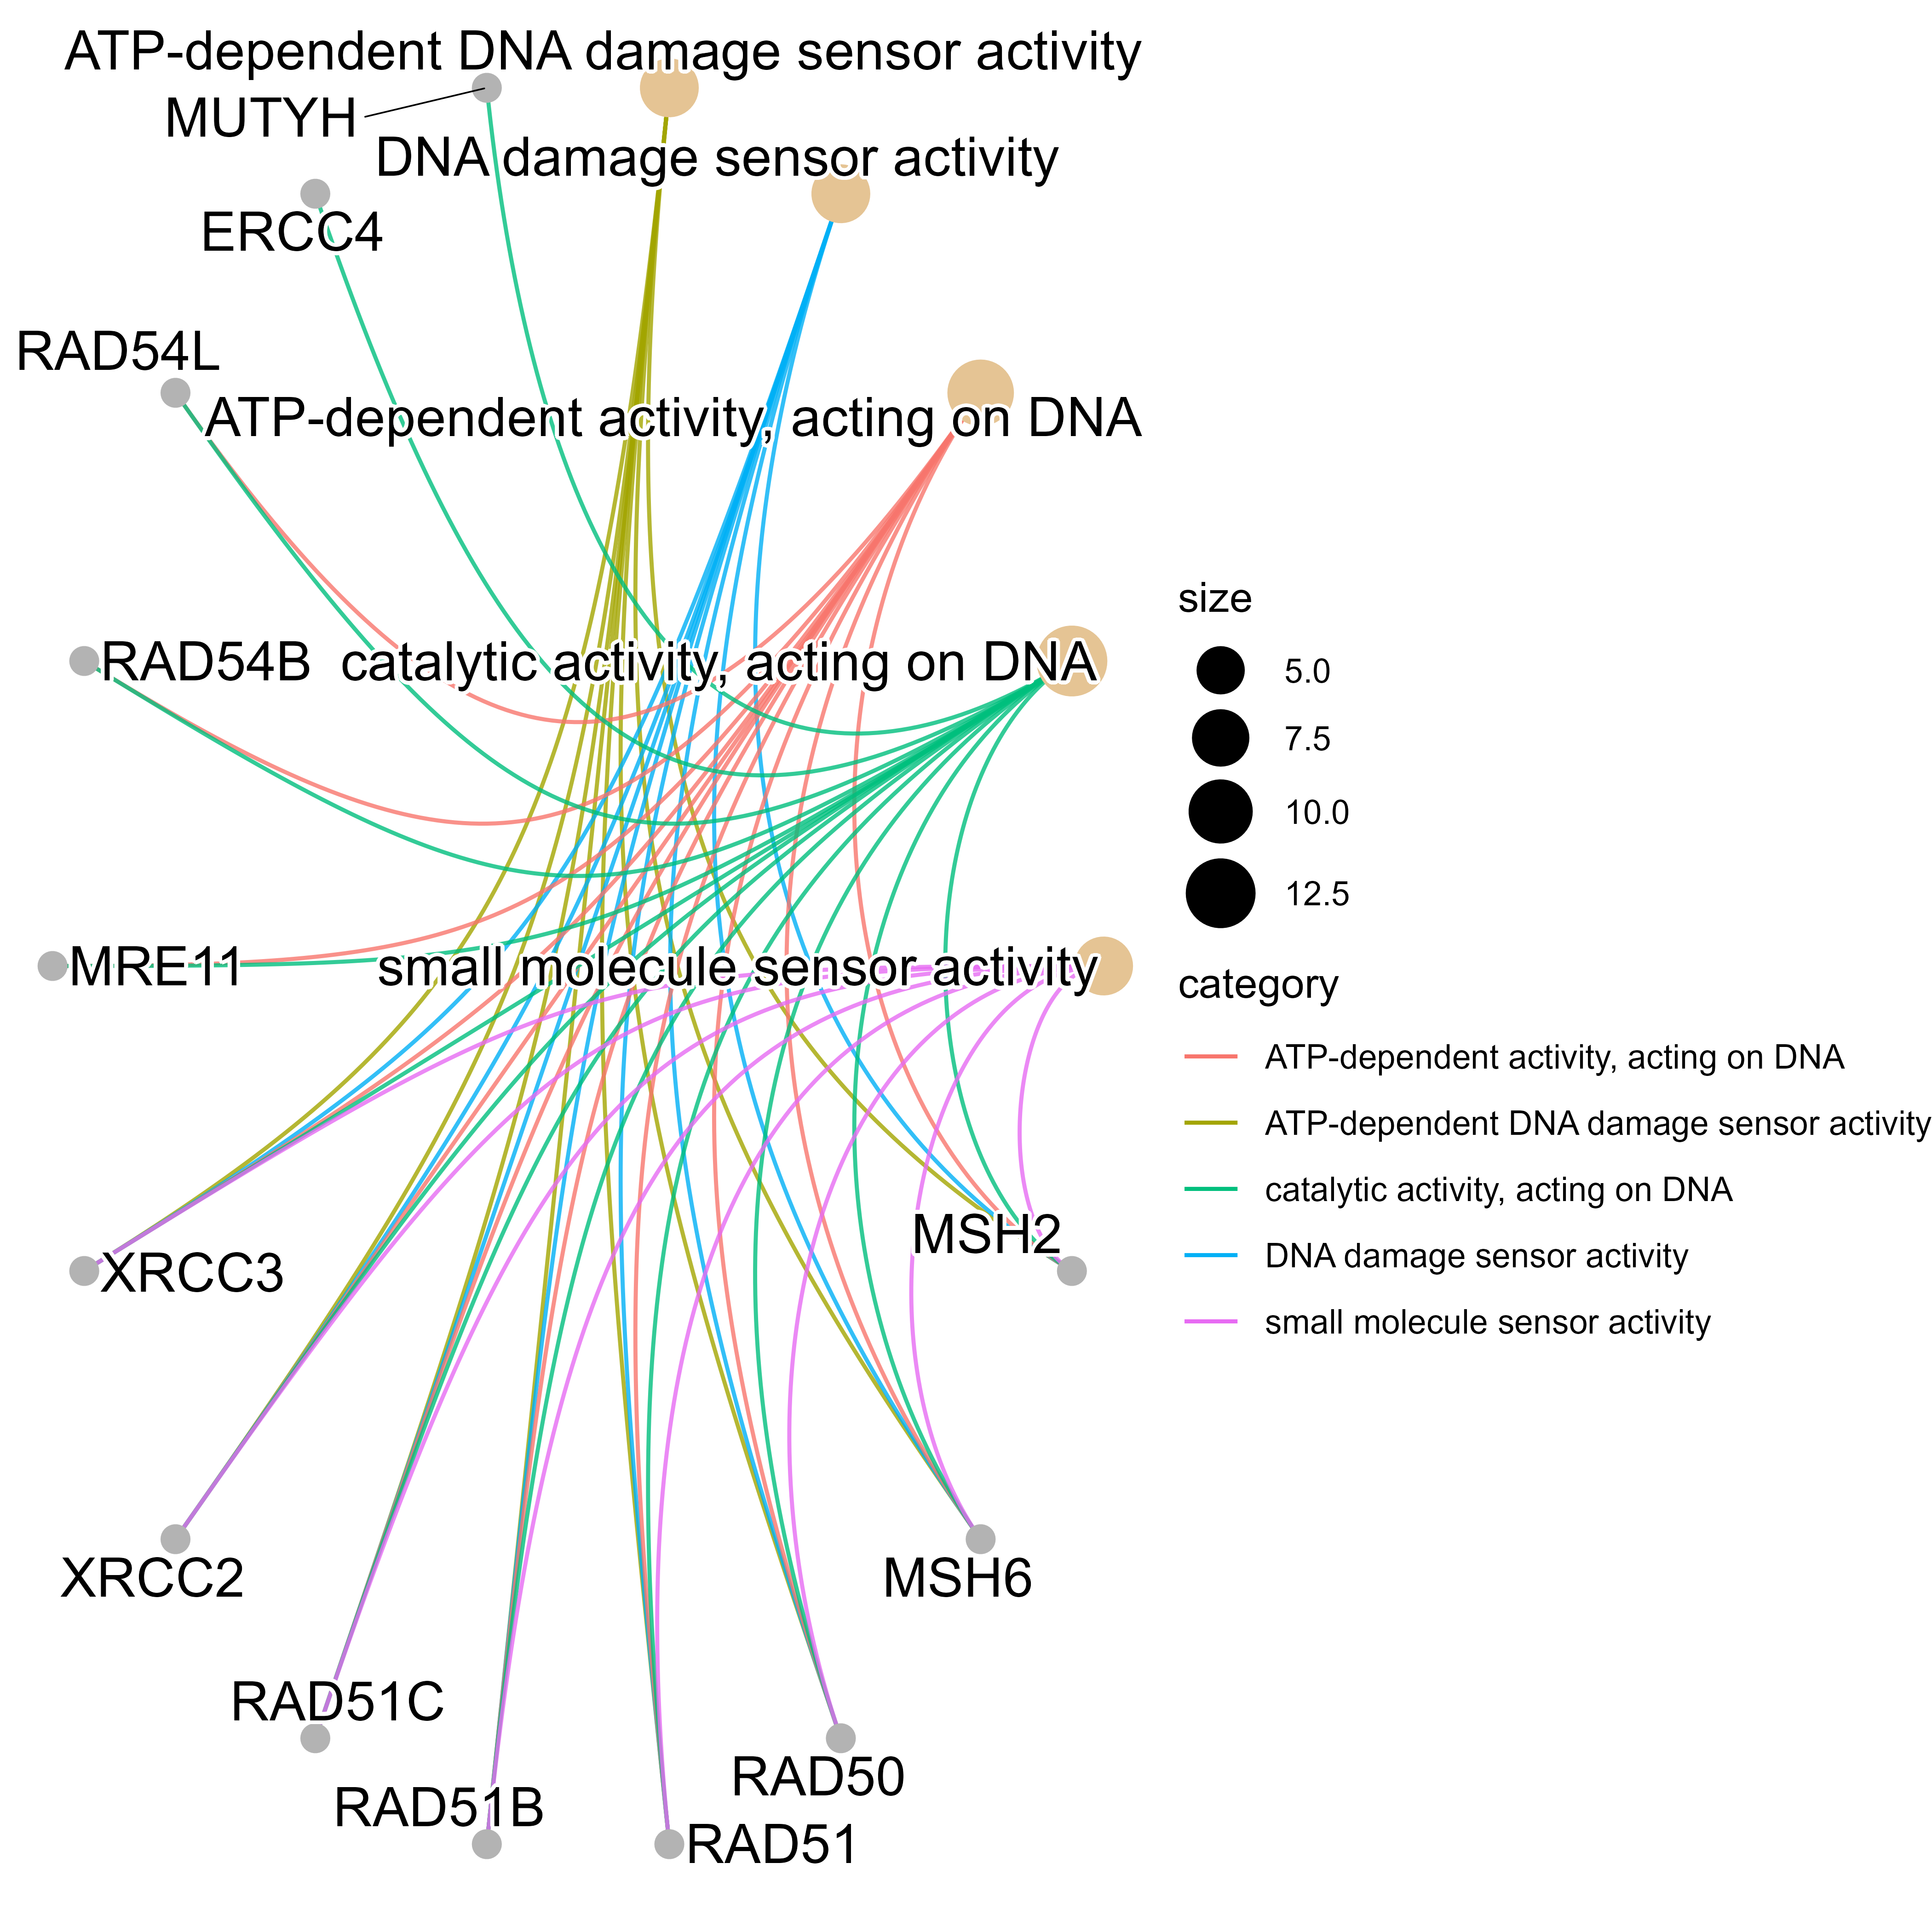 ATP-dependent DNA damage sensor activity
MUTYH
DNA damage sensor activity
ERCC4
RAD54L
ATP-dependent activity, acting on DNA
RAD54B
catalytic activity, acting on DNA
MRE11
small molecule sensor activity
MSH2
XRCC3
XRCC2
MSH6
RAD51C
RAD50
RAD51B
RAD51
size
5.0
7.5
10.0
12.5
category
ATP-dependent activity, acting on DNA
ATP-dependent DNA damage sensor activity
catalytic activity, acting on DNA
DNA damage sensor activity
small molecule sensor activity